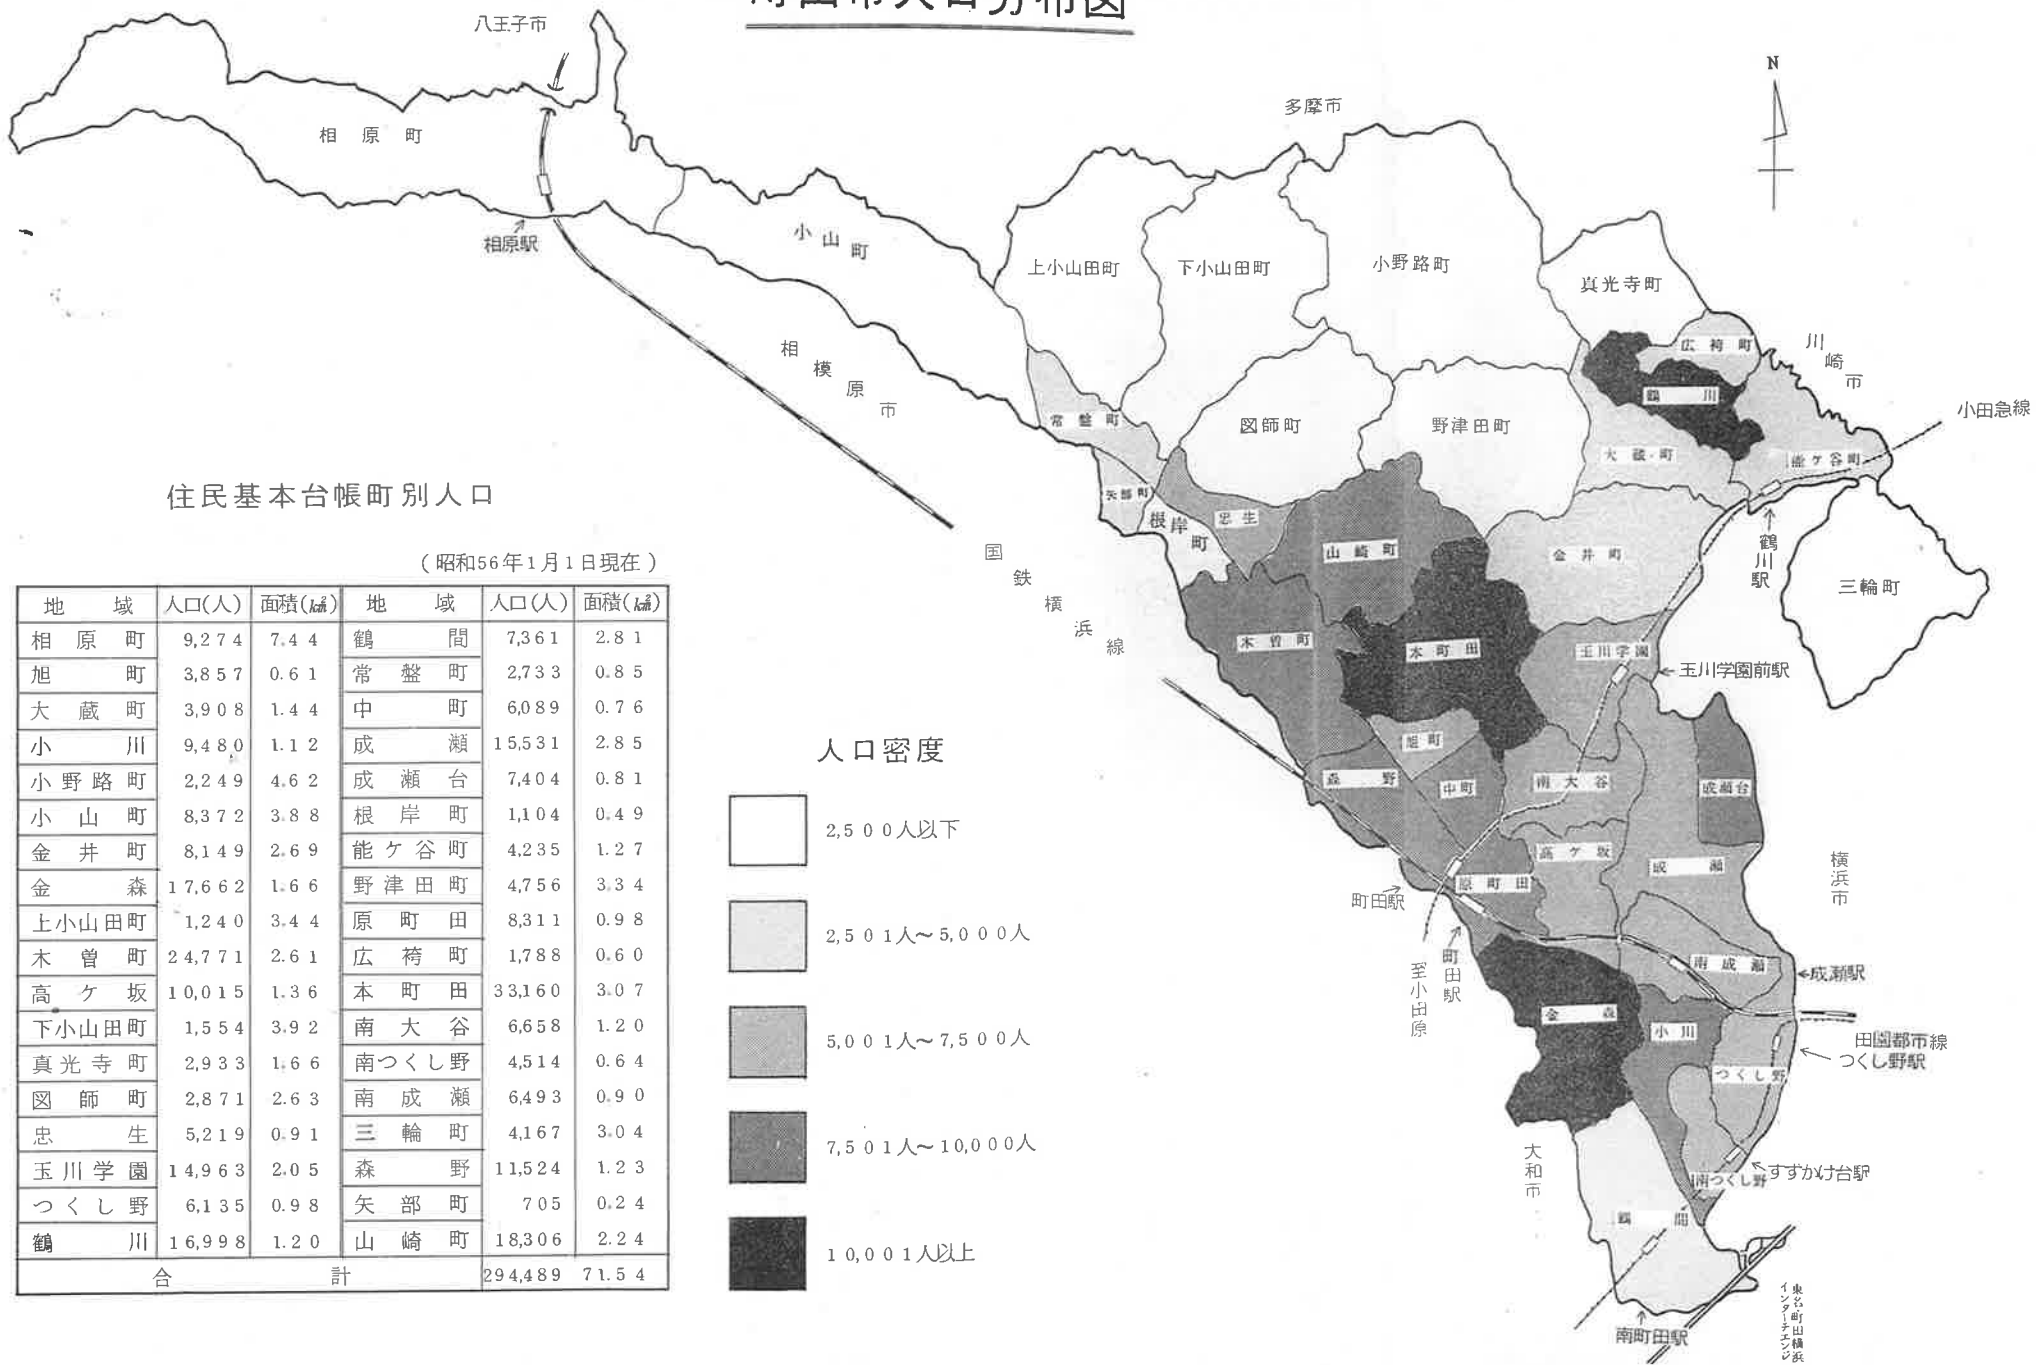 町田市人口分布図
八王子市
多摩市
N
相原町
相原駅
小山町
上小山田町
下小山田町
小野路町
真光寺町
広袴町
川崎市
鶴川
小田急線
相模原市
常盤町
図師町
野津田町
大蔵町
能ケ谷町
矢部町
根岸町
忠生
山崎町
金井町
鶴川駅
三輪町
国鉄横浜線
木曽町
本町田
玉川学園
玉川学園前駅
旭町
森野
中町
南大谷
成瀬台
高ケ坂
成瀬
原町田
町田駅
町田駅
至小田原
横浜市
南成瀬
成瀬駅
金森
小川
田園都市線
つくし野駅
つくし野
大和市
すずかけ台駅
南つくし野
鶴間
南町田駅
東名・町田横浜
インターチェンジ
住民基本台帳町別人口
(昭和56年1月1日現在)
地域 人口(人) 面積(km²) 地域 人口(人) 面積(km²)
相原町 9,274 7.44 鶴間 7,361 2.81
旭町 3,857 0.61 常盤町 2,733 0.85
大蔵町 3,908 1.44 中町 6,089 0.76
小川 9,480 1.12 成瀬 15,531 2.85
小野路町 2,249 4.62 成瀬台 7,404 0.81
小山町 8,372 3.88 根岸町 1,104 0.49
金井町 8,149 2.69 能ケ谷町 4,235 1.27
金森 17,662 1.66 野津田町 4,756 3.34
上小山田町 1,240 3.44 原町田 8,311 0.98
木曽町 24,771 2.61 広袴町 1,788 0.60
高ケ坂 10,015 1.36 本町田 33,160 3.07
下小山田町 1,554 3.92 南大谷 6,658 1.20
真光寺町 2,933 1.66 南つくし野 4,514 0.64
図師町 2,871 2.63 南成瀬 6,493 0.90
忠生 5,219 0.91 三輪町 4,167 3.04
玉川学園 14,963 2.05 森野 11,524 1.23
つくし野 6,135 0.98 矢部町 705 0.24
鶴川 16,998 1.20 山崎町 18,306 2.24
合計 294,489 71.54
人口密度
2,500人以下
2,501人～5,000人
5,001人～7,500人
7,501人～10,000人
10,001人以上